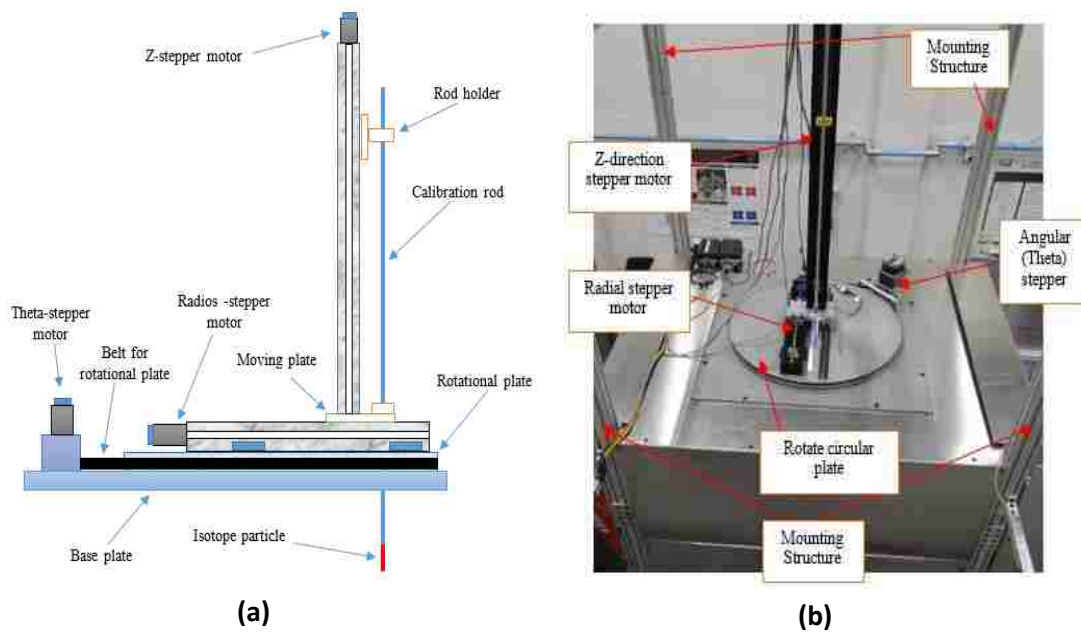 Z-stepper motor
Rod holder
Calibration rod
Radios -stepper
motor
Theta-stepper
motor
Moving plate
Belt for
rotational plate
Rotational plate
Isotope particle
Base plate
(a)
Mounting
Structure
Z-direction
stepper motor
Angular
(Theta)
stepper
Radial stepper
motor
Rotate circular
plate
Mounting
Structure
(b)